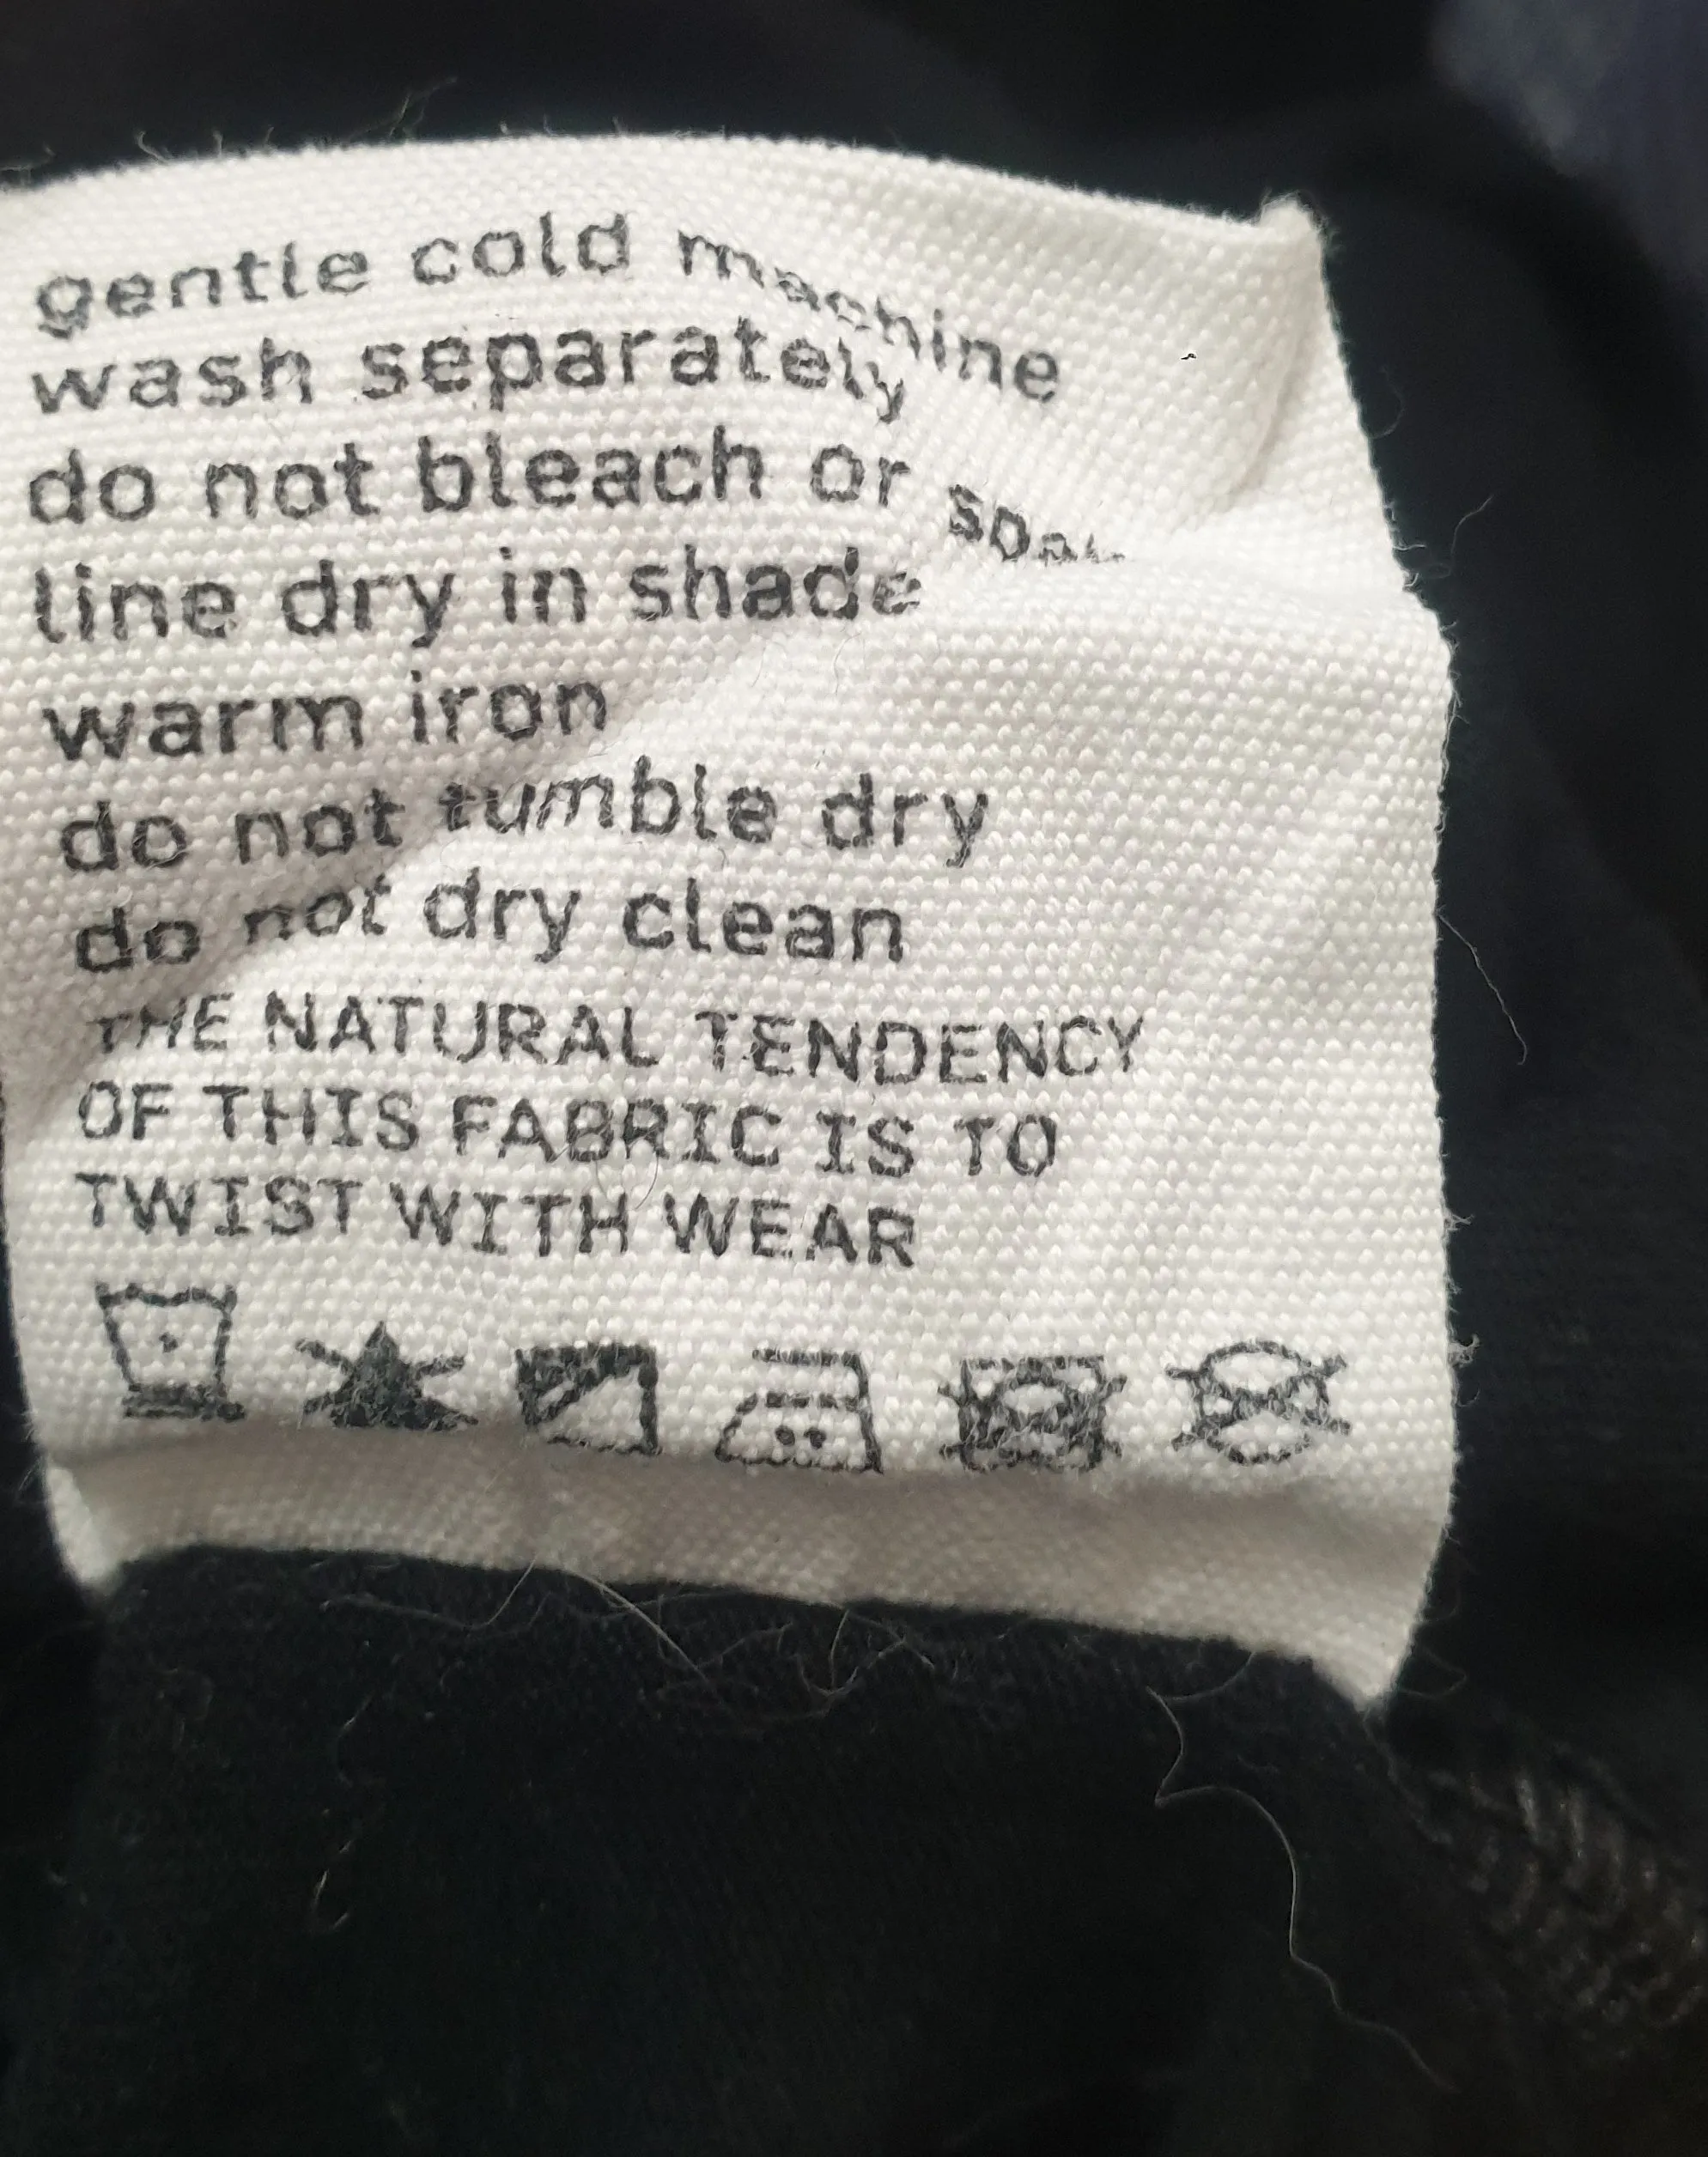 gentle cold machine
wash separately
do not bleach or soak
line dry in shade
warm iron
do not tumble dry
do not dry clean
THE NATURAL TENDENCY
OF THIS FABRIC IS TO
TWIST WITH WEAR